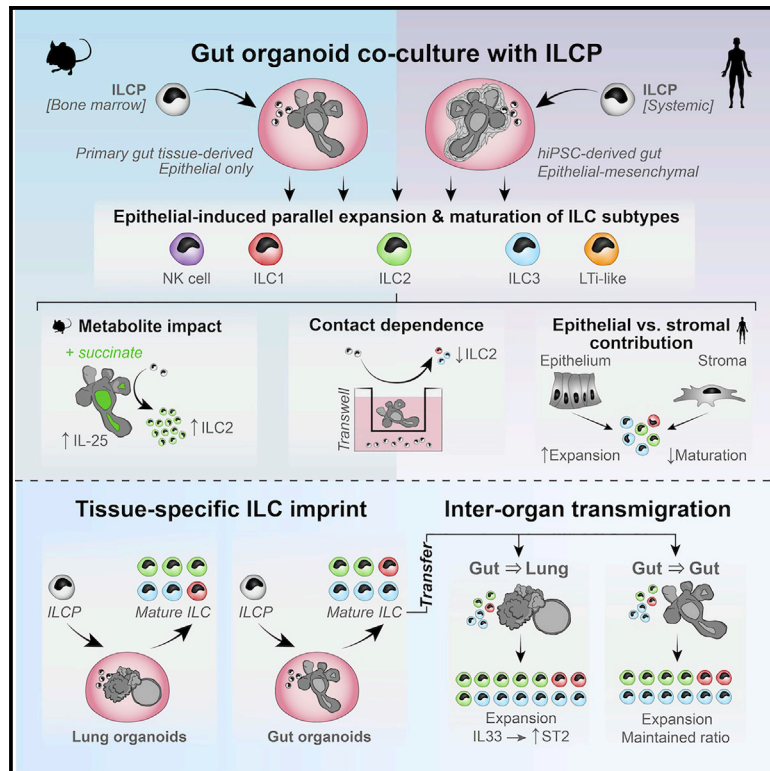 Gut organoid co-culture with ILCP
ILCP
[Bone marrow]
ILCP
[Systemic]
Primary gut tissue-derived
Epithelial only
hiPSC-derived gut
Epithelial-mesenchymal
Epithelial-induced parallel expansion & maturation of ILC subtypes
NK cell
ILC1
ILC2
ILC3
LTi-like
Metabolite impact
+ succinate
↑ IL-25
↑ ILC2
Contact dependence
↓ ILC2
Transwell
Epithelial vs. stromal
contribution
Epithelium
Stroma
↑Expansion
↓Maturation
Tissue-specific ILC imprint
ILCP
Mature ILC
Lung organoids
ILCP
Mature ILC
Gut organoids
Inter-organ transmigration
Transfer
Gut ⇒ Lung
Expansion
IL33 → ↑ST2
Gut ⇒ Gut
Expansion
Maintained ratio